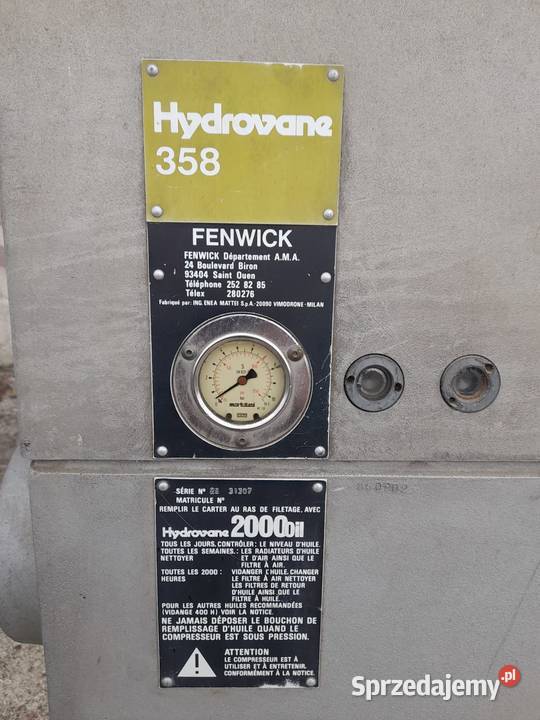 Hydrovane
358
FENWICK
FENWICK Département A.M.A.
24 Boulevard Biron
93404 Saint Ouen
Téléphone 252 82 85
Télex 280276
Fabriqué par: ING. ENEA MATTEI S.p.A.-20090 VIMODRONE-MILAN
mattei
SÉRIE N° 31307
MATRICULE N°
REMPLIR LE CARTER AU RAS DE FILETAGE, AVEC
Hydrovane 2000oil
TOUS LES JOURS, CONTRÔLER: LE NIVEAU D'HUILE.
TOUTES LES SEMAINES.: LES RADIATEURS D'HUILE
NETTOYER ET D'AIR AINSI QUE LE
FILTRE À AIR.
TOUTES LES 2000: VIDANGER L'HUILE. CHANGER
HEURES LE FILTRE À AIR NETTOYER
LES FILTRES DE RETOUR
D'HUILE AINSI QUE LE
FILTRE À HUILE.
POUR LES AUTRES HUILES RECOMMANDÉES
(VIDANGE 400 H) VOIR LA NOTICE.
NE JAMAIS DÉPOSER LE BOUCHON DE
REMPLISSAGE D'HUILE QUAND LE
COMPRESSEUR EST SOUS PRESSION.
ATTENTION
LE COMPRESSEUR EST À
UTILISER ET À ENTRETENIR.
CONFORMÉMENT À LA NOTICE.
Sprzedajemy.pl